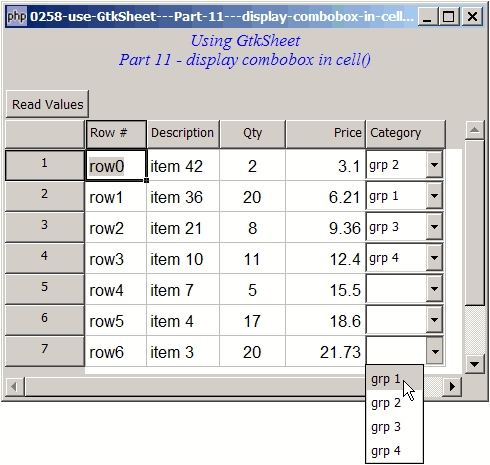 php 0258-use-GtkSheet---Part-11---display-combobox-in-cell...
Using GtkSheet
Part 11 - display combobox in cell()
Read Values
Row # Description Qty Price Category
1 row0 item 42 2 3.1 grp 2
2 row1 item 36 20 6.21 grp 1
3 row2 item 21 8 9.36 grp 3
4 row3 item 10 11 12.4 grp 4
5 row4 item 7 5 15.5
6 row5 item 4 17 18.6
7 row6 item 3 20 21.73
grp 1
grp 2
grp 3
grp 4